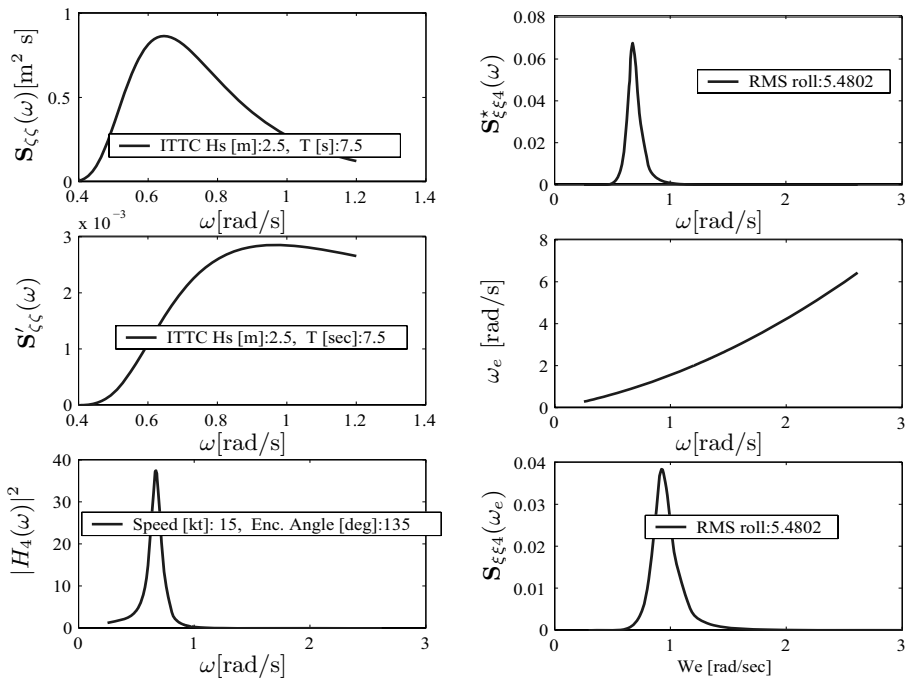 1
0.5
0
S_ζζ(ω) [m² s]
ITTC Hs [m]:2.5, T [s]:7.5
0.4 0.6 0.8 1 1.2 1.4
ω[rad/s]
0.08
0.06
0.04
0.02
0
S*_ξξ4(ω)
RMS roll:5.4802
0 1 2 3
ω[rad/s]
x 10⁻³
3
2
1
0
S′_ζζ(ω)
ITTC Hs [m]:2.5, T [sec]:7.5
0.4 0.6 0.8 1 1.2 1.4
ω[rad/s]
8
6
4
2
0
ω_e [rad/s]
0 1 2 3
ω[rad/s]
40
30
20
10
0
|H₄(ω)|²
Speed [kt]: 15, Enc. Angle [deg]:135
0 1 2 3
ω[rad/s]
0.04
0.03
0.02
0.01
0
S_ξξ4(ω_e)
RMS roll:5.4802
0 1 2 3
We [rad/sec]